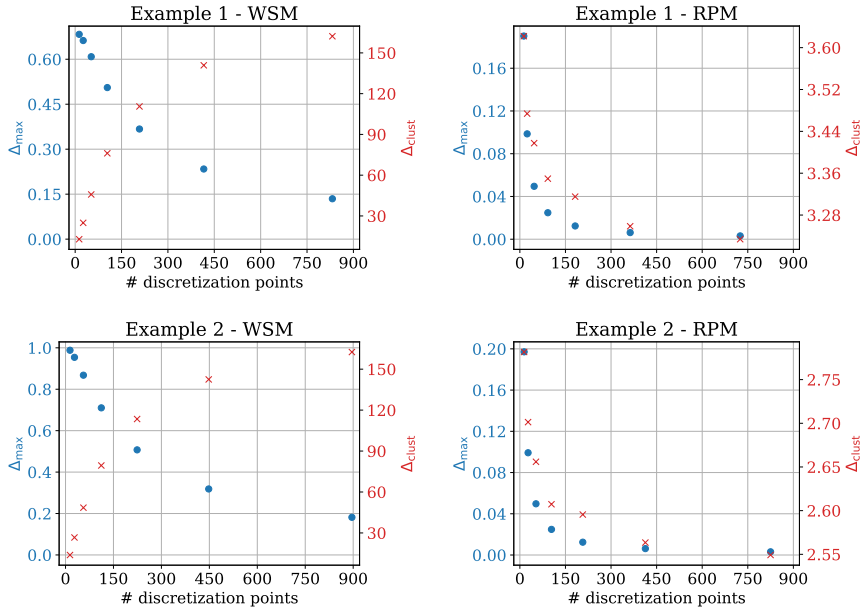 Example 1 - WSM
Δmax
0.60
0.45
0.30
0.15
0.00
150
120
90
60
30
Δclust
0 150 300 450 600 750 900
# discretization points
Example 1 - RPM
Δmax
0.16
0.12
0.08
0.04
0.00
3.60
3.52
3.44
3.36
3.28
Δclust
0 150 300 450 600 750 900
# discretization points
Example 2 - WSM
Δmax
1.0
0.8
0.6
0.4
0.2
0.0
150
120
90
60
30
Δclust
0 150 300 450 600 750 900
# discretization points
Example 2 - RPM
Δmax
0.20
0.16
0.12
0.08
0.04
0.00
2.75
2.70
2.65
2.60
2.55
Δclust
0 150 300 450 600 750 900
# discretization points